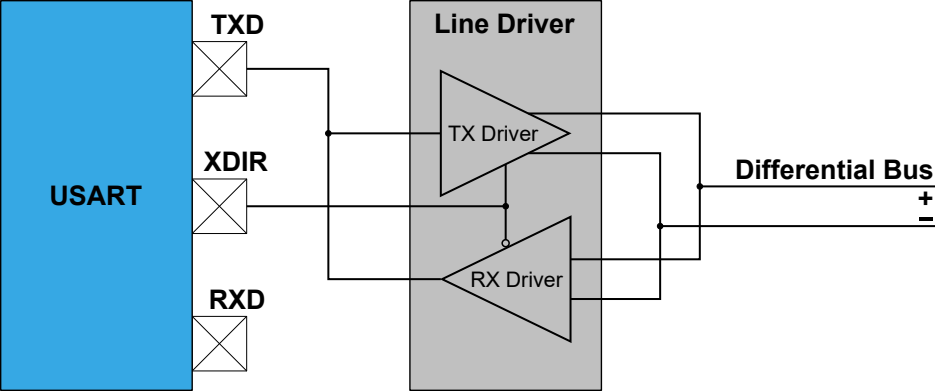 TXD
Line Driver
TX Driver
XDIR
Differential Bus
USART
+
−
RX Driver
RXD